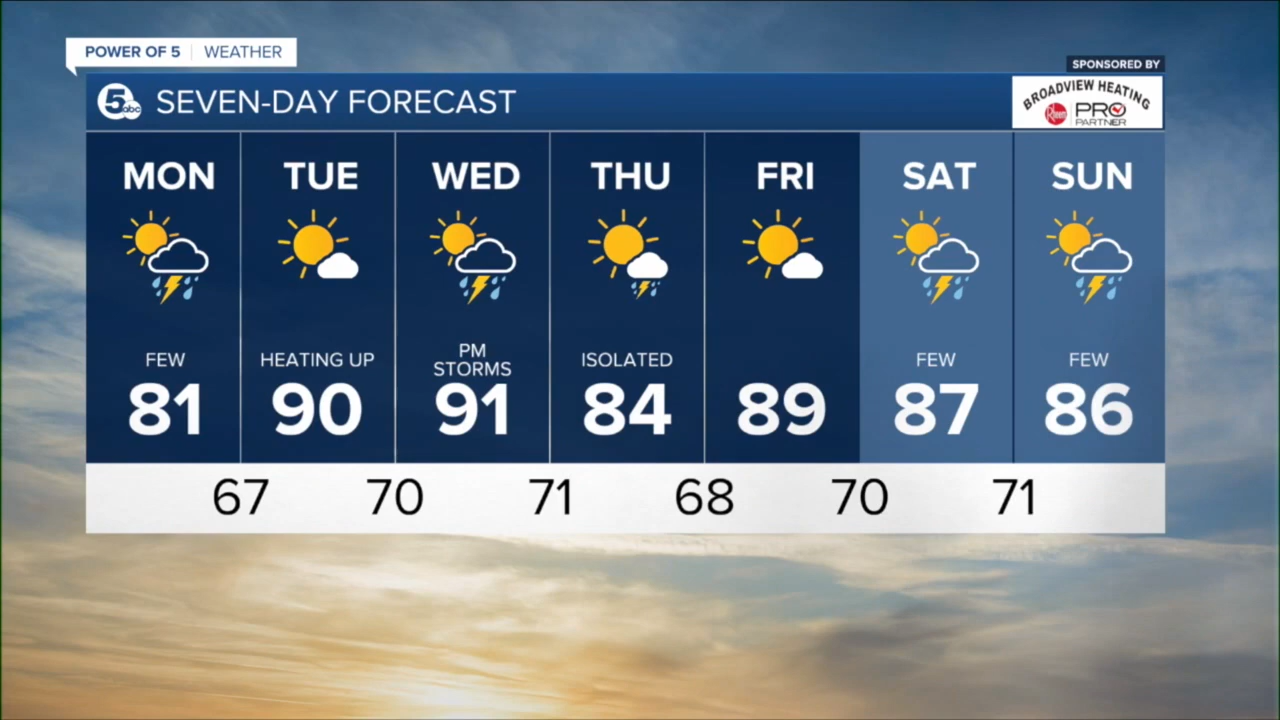 POWER OF 5 | WEATHER
SPONSORED BY
5 abc SEVEN-DAY FORECAST
BROADVIEW HEATING
Rheem PRO
PARTNER
MON TUE WED THU FRI SAT SUN
FEW HEATING UP PM STORMS ISOLATED FEW FEW
81 90 91 84 89 87 86
67 70 71 68 70 71